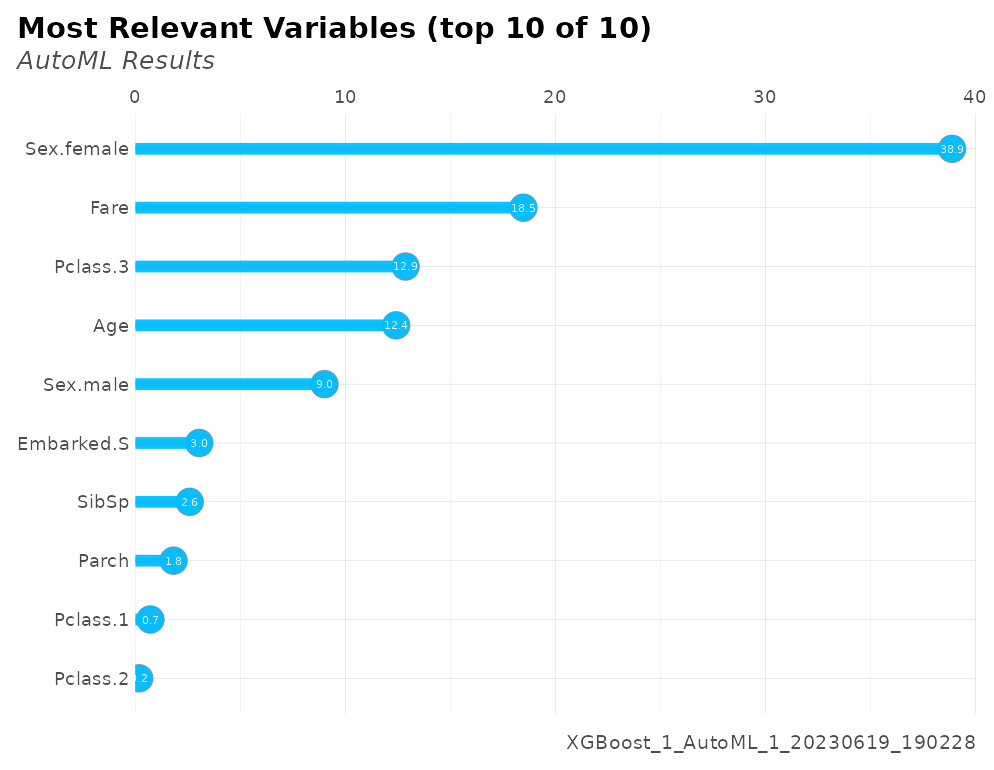 Most Relevant Variables (top 10 of 10)
AutoML Results
0 10 20 30 40
Sex.female 38.9
Fare 18.5
Pclass.3 12.9
Age 12.4
Sex.male 9.0
Embarked.S 3.0
SibSp 2.6
Parch 1.8
Pclass.1 0.7
Pclass.2
XGBoost_1_AutoML_1_20230619_190228